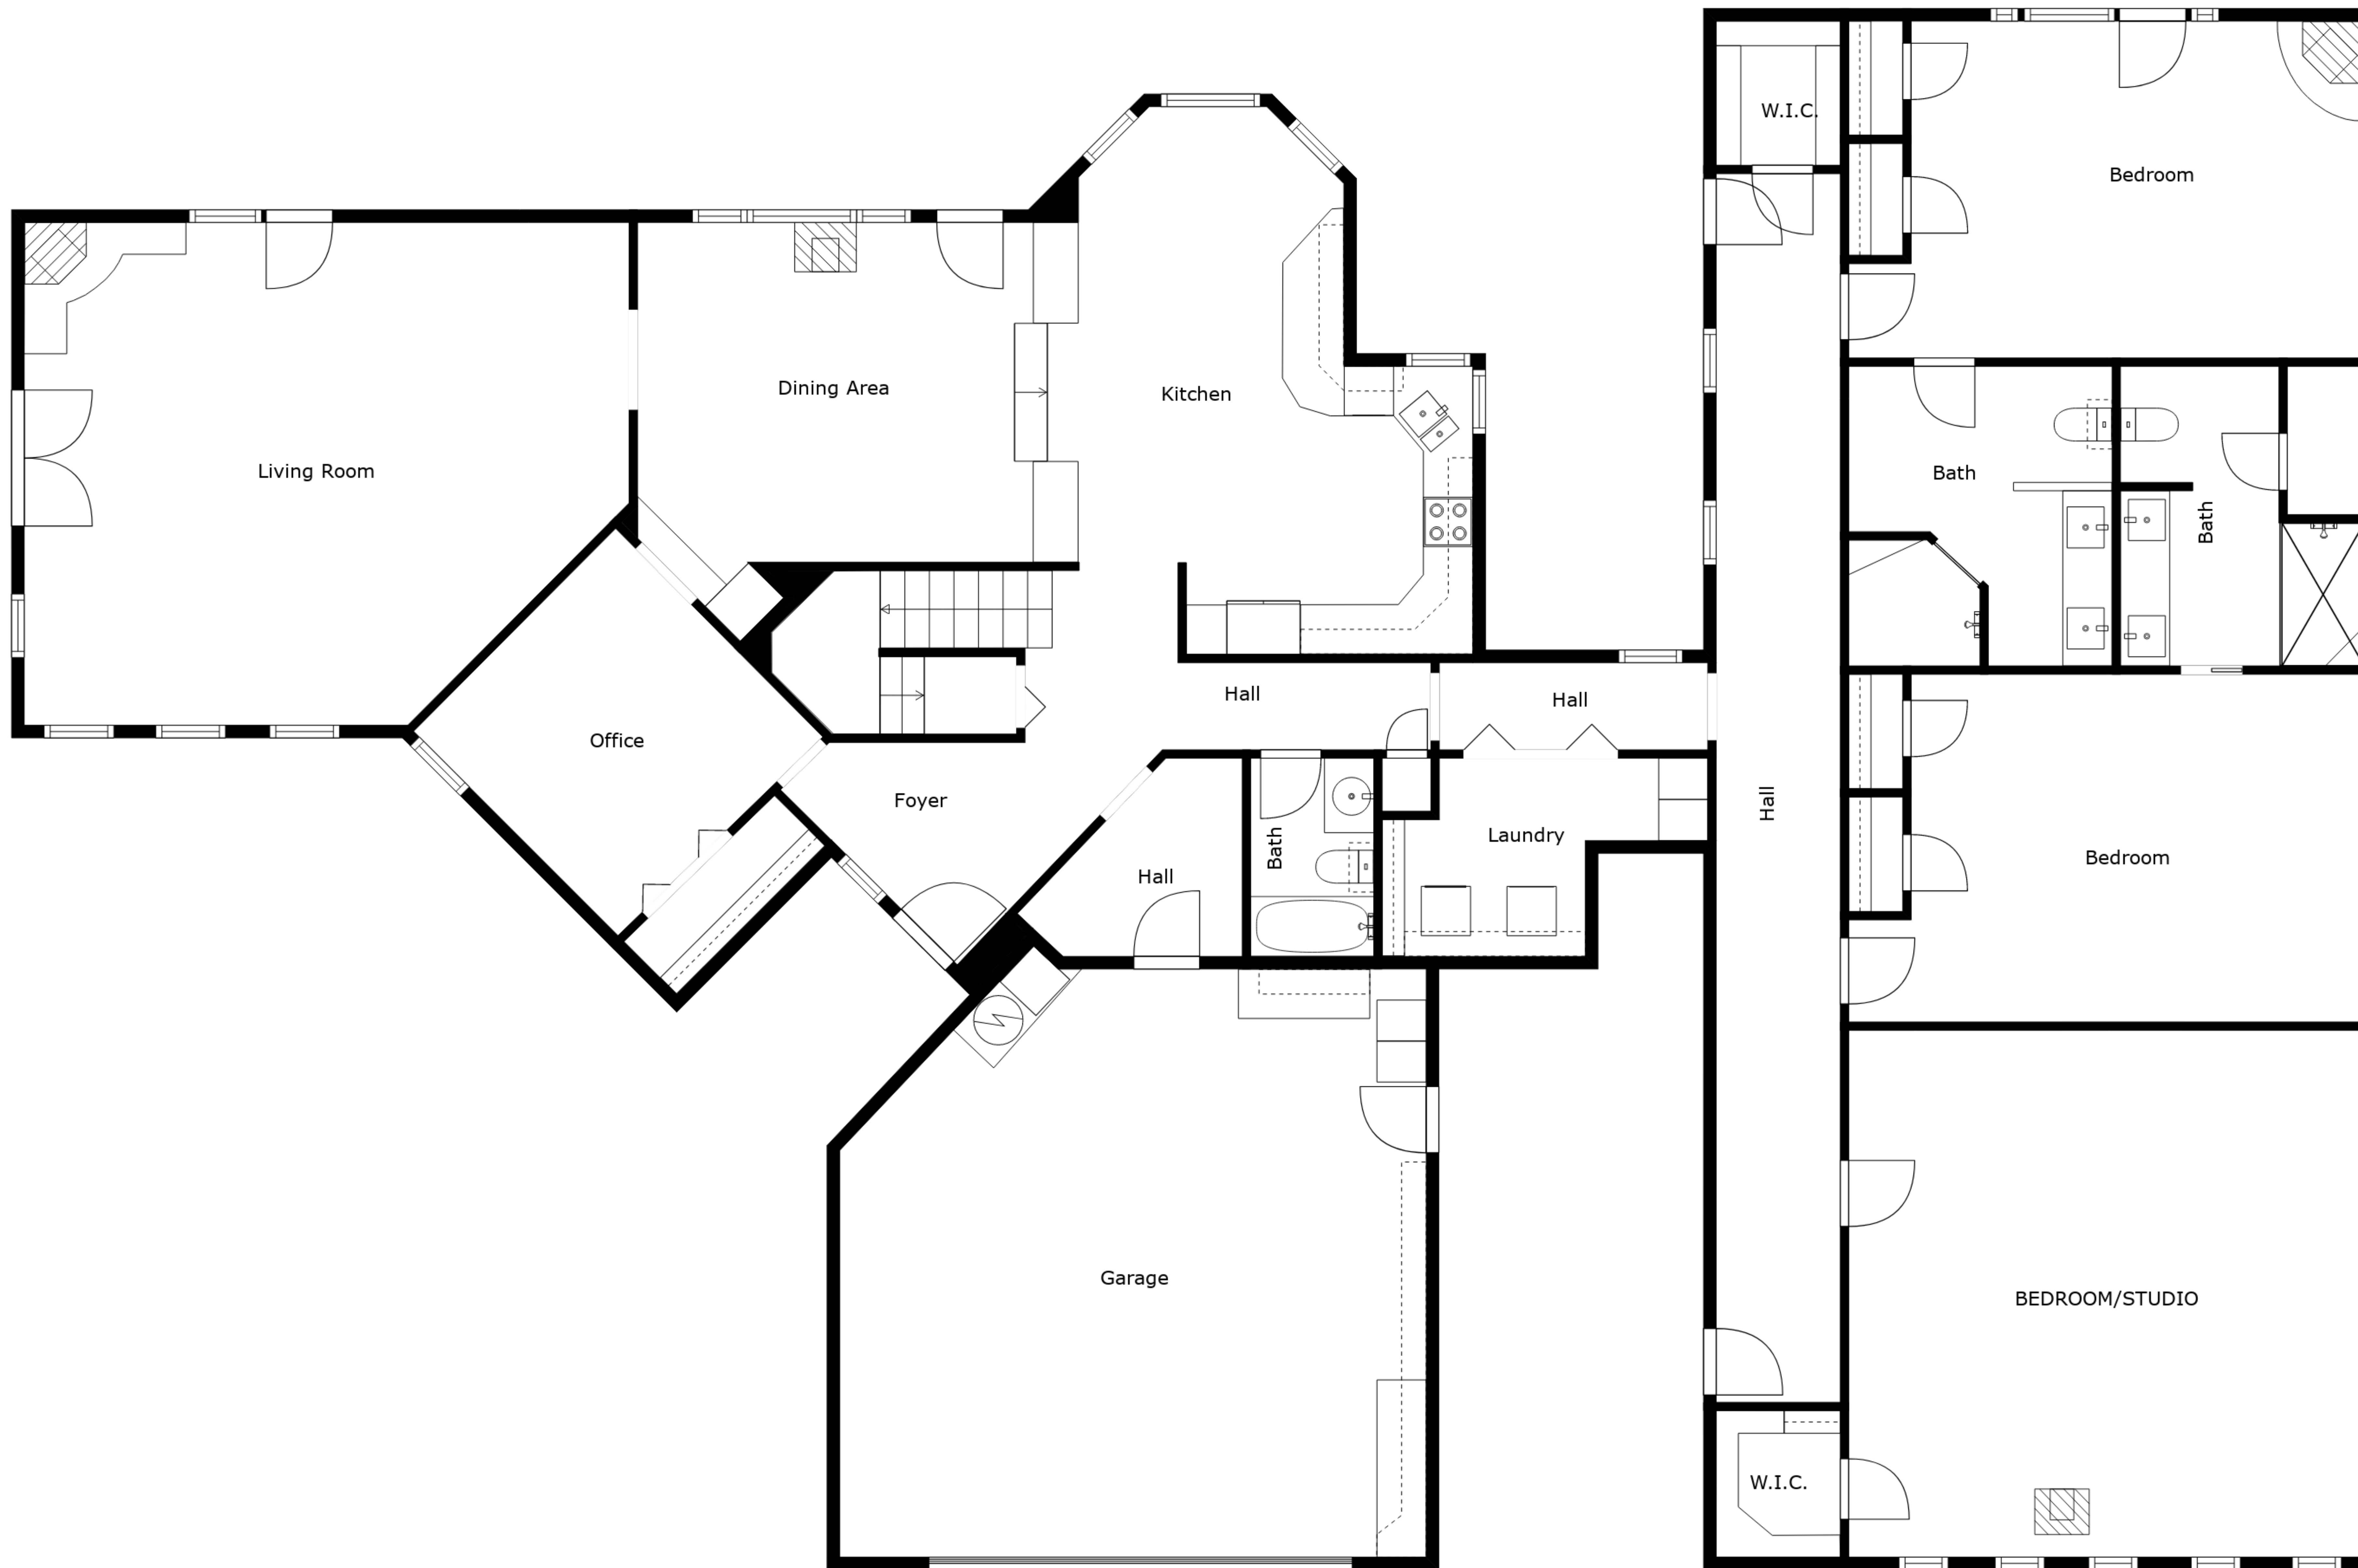 W.I.C.
Bedroom
Dining Area
Kitchen
Living Room
Bath
Bath
Hall
Hall
Office
Foyer
Hall
Laundry
Bath
Bedroom
Hall
Garage
BEDROOM/STUDIO
W.I.C.